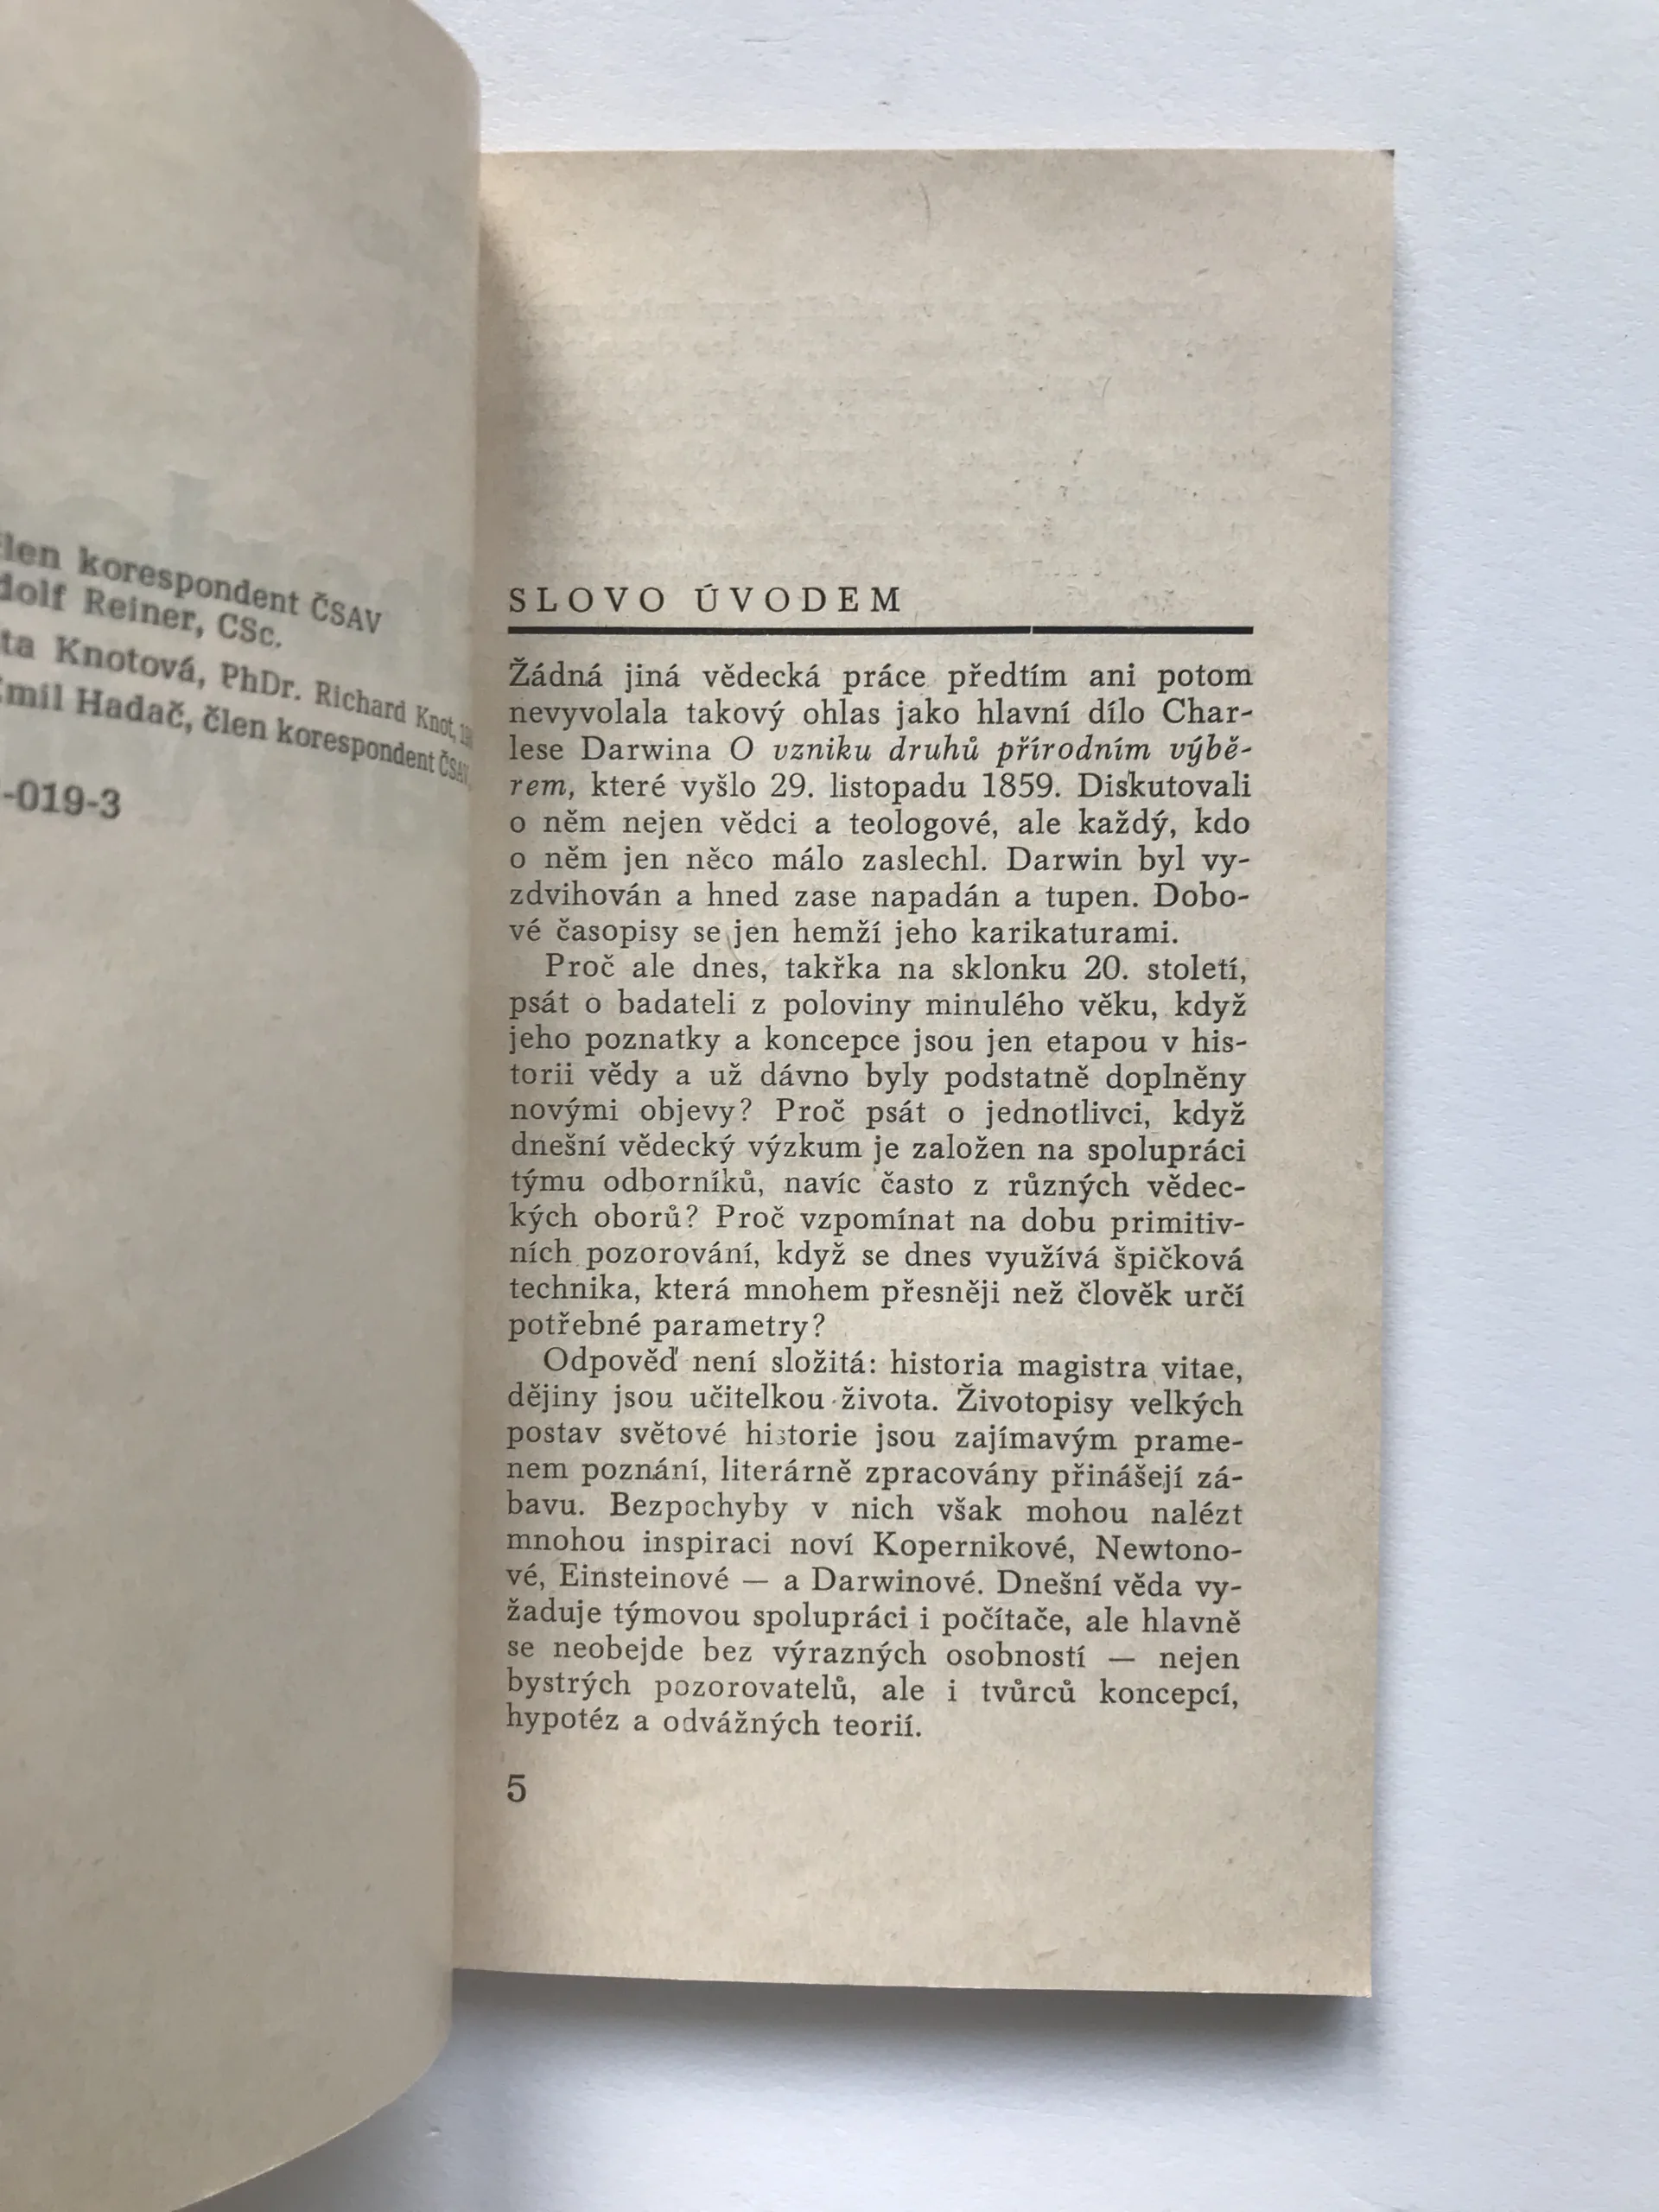 člen korespondent ČSAV
dolf Reiner, CSc.
ta Knotová, PhDr. Richard Knot,
Emil Hadač, člen korespondent ČSAV,
-019-3
SLOVO ÚVODEM
Žádná jiná vědecká práce předtím ani potom
nevyvolala takový ohlas jako hlavní dílo Char-
lese Darwina O vzniku druhů přírodním výbě-
rem, které vyšlo 29. listopadu 1859. Diskutovali
o něm nejen vědci a teologové, ale každý, kdo
o něm jen něco málo zaslechl. Darwin byl vy-
zdvihován a hned zase napadán a tupen. Dobo-
vé časopisy se jen hemží jeho karikaturami.
Proč ale dnes, takřka na sklonku 20. století,
psát o badateli z poloviny minulého věku, když
jeho poznatky a koncepce jsou jen etapou v his-
torii vědy a už dávno byly podstatně doplněny
novými objevy? Proč psát o jednotlivci, když
dnešní vědecký výzkum je založen na spolupráci
týmu odborníků, navíc často z různých vědec-
kých oborů? Proč vzpomínat na dobu primitiv-
ních pozorování, když se dnes využívá špičková
technika, která mnohem přesněji než člověk určí
potřebné parametry?
Odpověď není složitá: historia magistra vitae,
dějiny jsou učitelkou života. Životopisy velkých
postav světové historie jsou zajímavým prame-
nem poznání, literárně zpracovány přinášejí zá-
bavu. Bezpochyby v nich však mohou nalézt
mnohou inspiraci noví Kopernikové, Newtono-
vé, Einsteinové — a Darwinové. Dnešní věda vy-
žaduje týmovou spolupráci i počítače, ale hlavně
se neobejde bez výrazných osobností — nejen
bystrých pozorovatelů, ale i tvůrců koncepcí,
hypotéz a odvážných teorií.
5